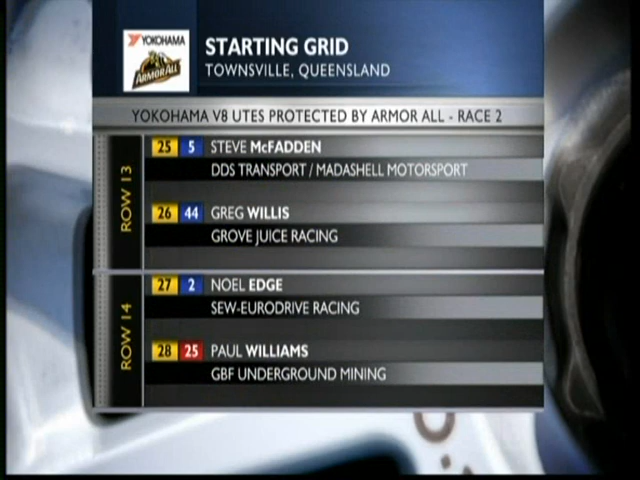 YOKOHAMA
ARMOR ALL
STARTING GRID
TOWNSVILLE, QUEENSLAND
YOKOHAMA V8 UTES PROTECTED BY ARMOR ALL - RACE 2
ROW 13
25 5 STEVE McFADDEN
DDS TRANSPORT / MADASHELL MOTORSPORT
26 44 GREG WILLIS
GROVE JUICE RACING
ROW 14
27 2 NOEL EDGE
SEW-EURODRIVE RACING
28 25 PAUL WILLIAMS
GBF UNDERGROUND MINING